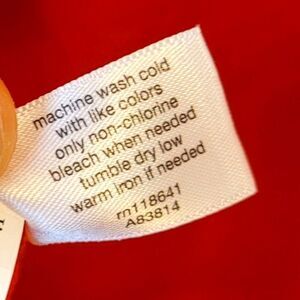 machine wash cold
with like colors
only non-chlorine
bleach when needed
tumble dry low
warm iron if needed
rn118641
A83814